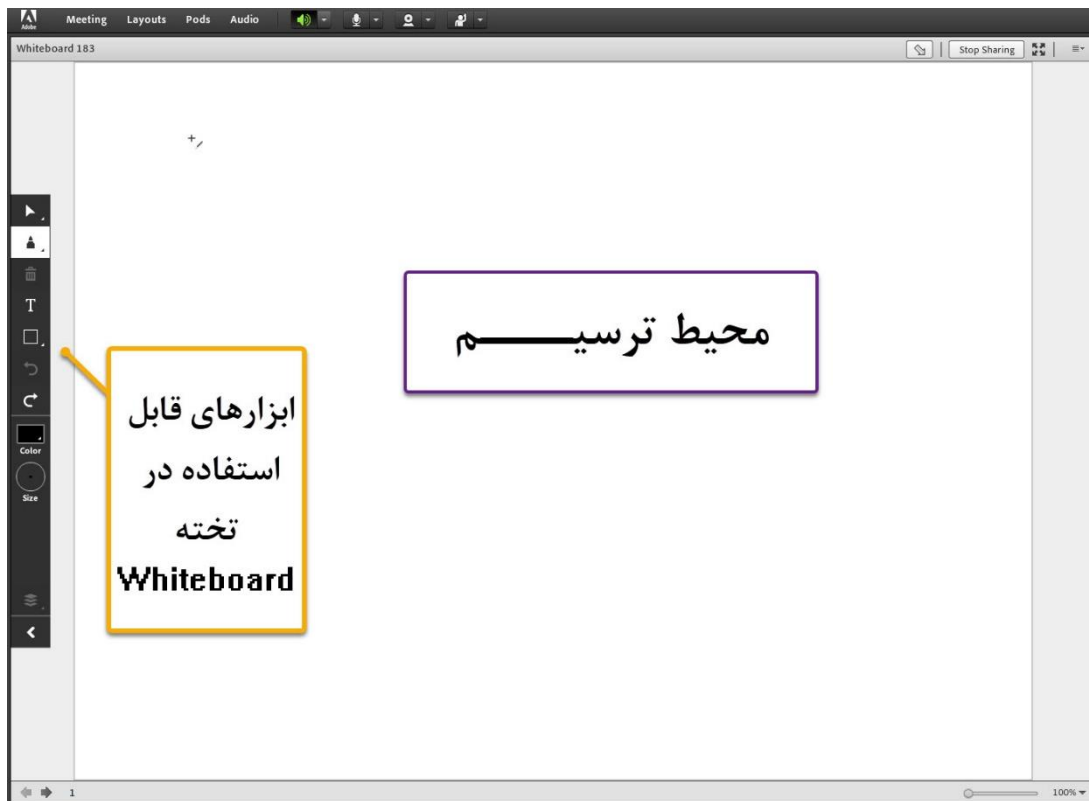 Adobe
Meeting Layouts Pods Audio
Whiteboard 183
Stop Sharing
محیط ترسیـــــم
T
ابزارهای قابل
استفاده در
تخته
Whiteboard
Color
Size
1
100%